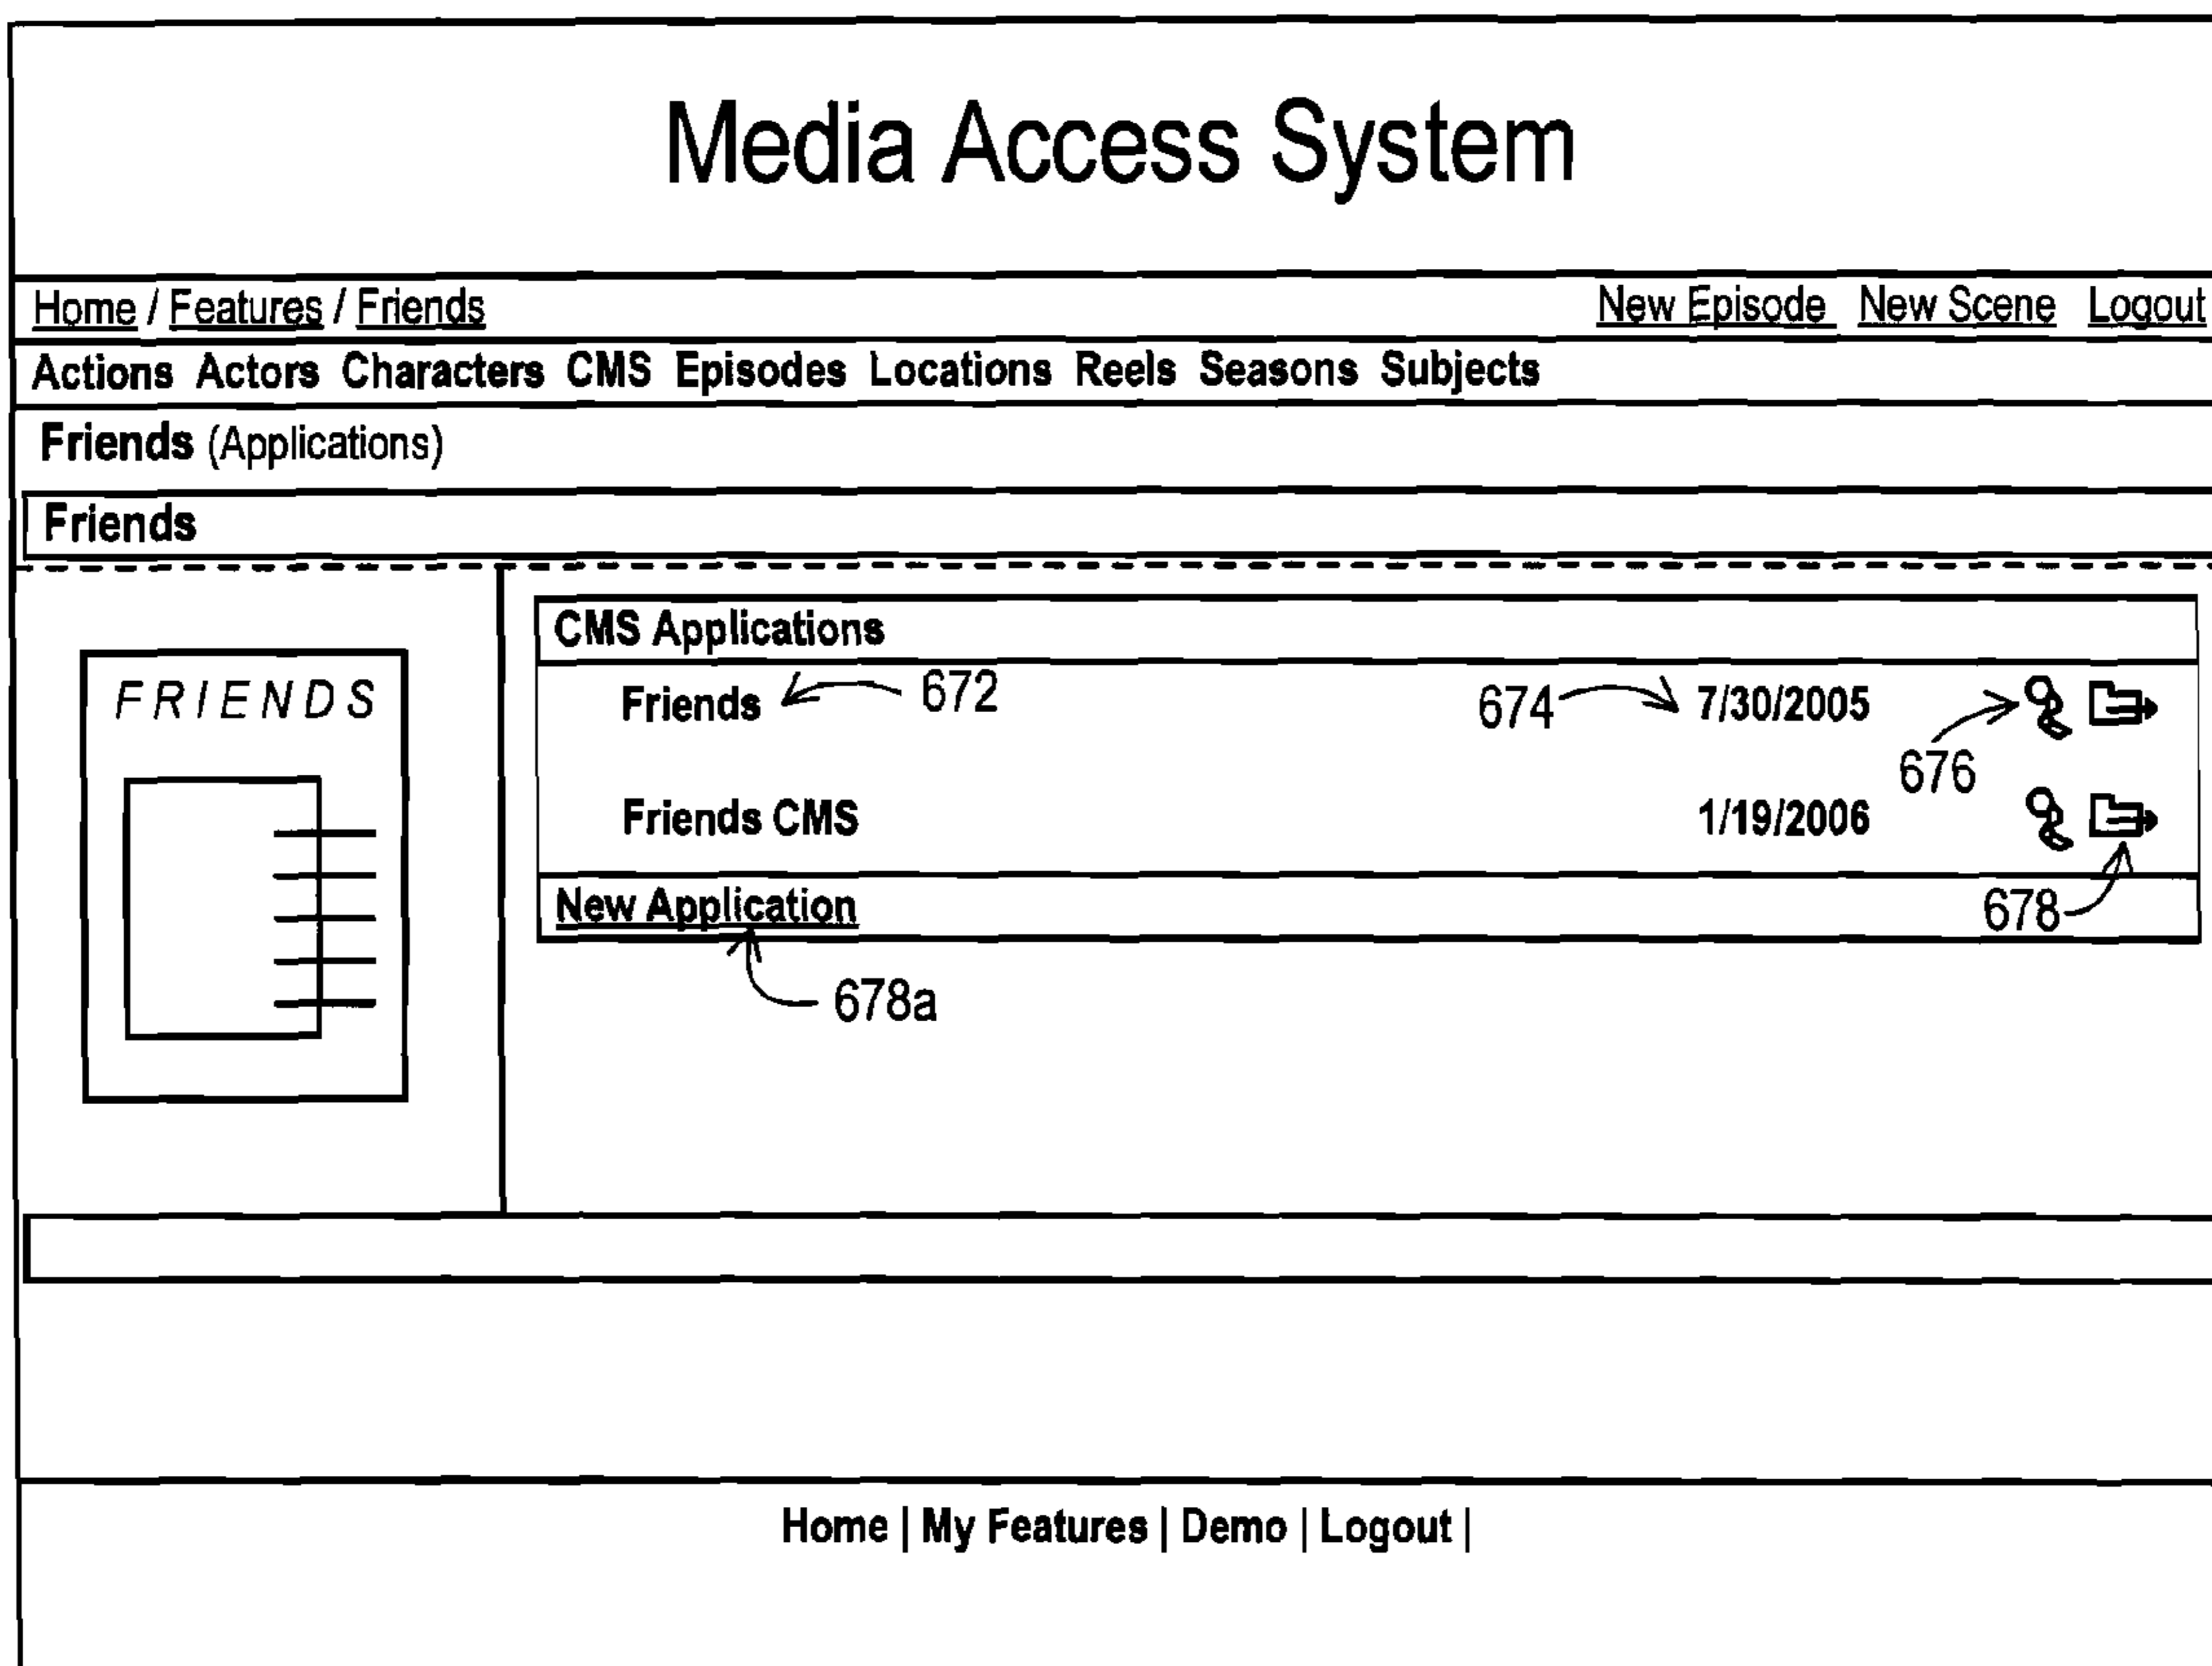 Media Access System
Home / Features / Friends New Episode New Scene Logout
Actions Actors Characters CMS Episodes Locations Reels Seasons Subjects
Friends (Applications)
Friends
CMS Applications
FRIENDS
Friends 672 674 7/30/2005
676
Friends CMS 1/19/2006
New Application 678
678a
Home | My Features | Demo | Logout |